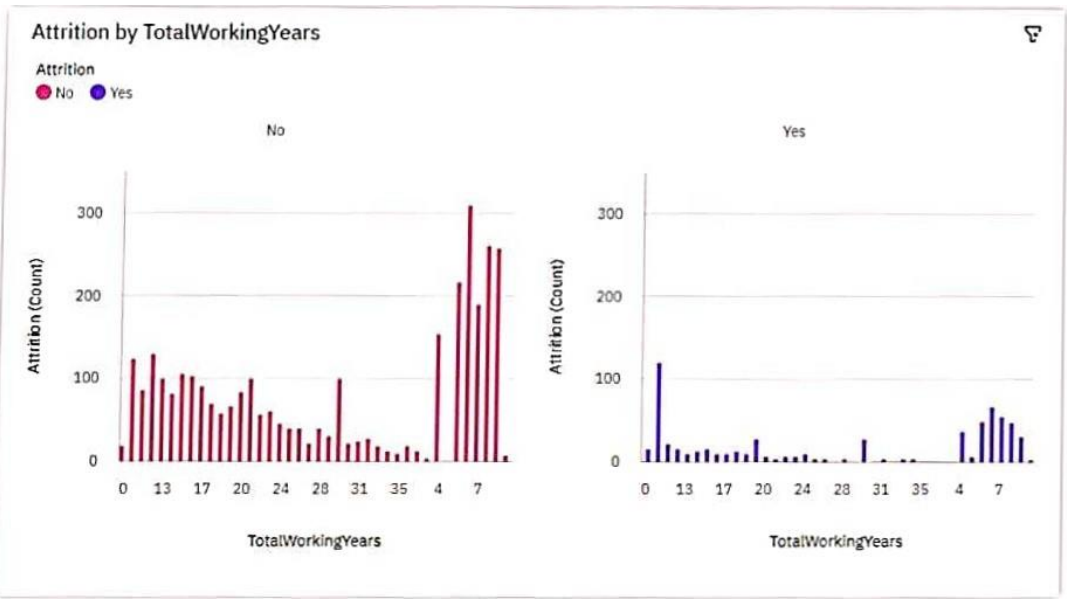 Attrition by TotalWorkingYears
Attrition
No Yes
No
300
200
100
0
Attrition (Count)
0 13 17 20 24 28 31 35 4 7
TotalWorkingYears
Yes
300
200
100
0
Attrition (Count)
0 13 17 20 24 28 31 35 4 7
TotalWorkingYears